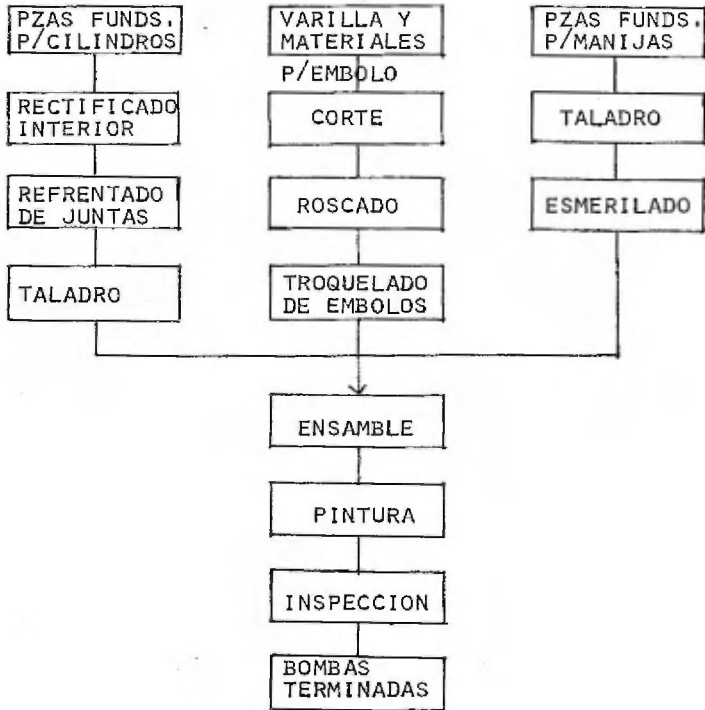 PZAS FUNDS.
P/CILINDROS
VARILLA Y
MATERIALES
P/EMBOLO
PZAS FUNDS.
P/MANIJAS
RECTIFICADO
INTERIOR
CORTE
TALADRO
REFRENTADO
DE JUNTAS
ROSCADO
ESMERILADO
TALADRO
TROQUELADO
DE EMBOLOS
ENSAMBLE
PINTURA
INSPECCION
BOMBAS
TERMINADAS